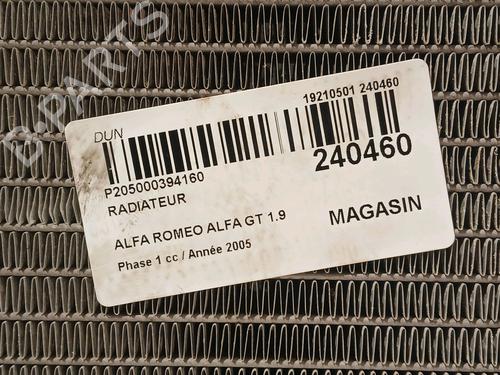 B-PARTS
DUN
19210501 240460
P205000394160
240460
RADIATEUR
MAGASIN
ALFA ROMEO ALFA GT 1.9
Phase 1 cc / Année 2005